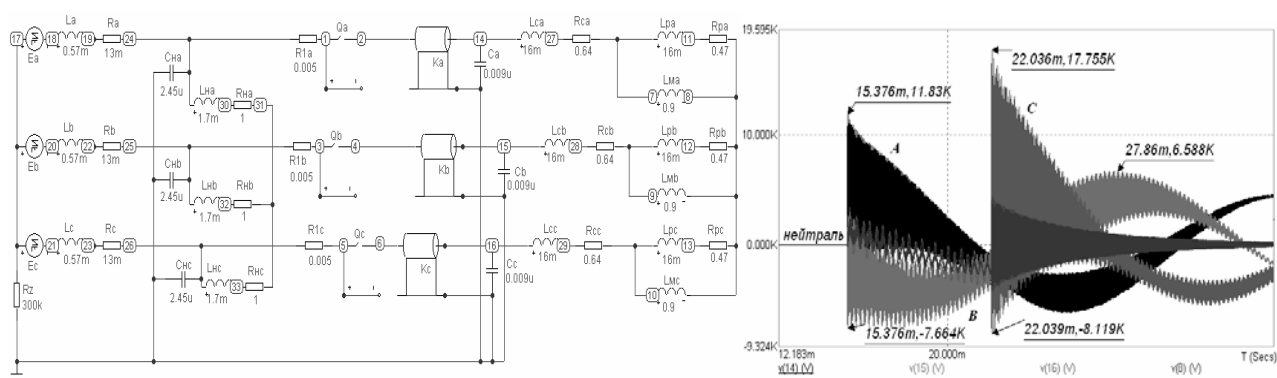 La Ra Lca Rca Lpa Rpa
17 18 19 24 1 Qa 2 14 27 11
0.57m 13m R1a Ka Ca 16m 0.64 16m 0.47
Ea 0.005 0.009u
Cна Lма
2.45u Lна Rна 7 8
30 31 0.9
1.7m 1
Lb Rb Lcb Rcb Lpb Rpb
20 22 25 3 Qb 4 15 28 12
0.57m 13m R1b Kb Cb 16m 0.64 16m 0.47
Eb 0.005 0.009u
Cнb Lмb
2.45u Lнb Rнb 9
32 0.9
1.7m 1
Lc Rc Lcc Rcc Lpc Rpc
21 23 26 R1c Qc 16 29 13
0.57m 13m 5 6 16m 0.64 16m 0.47
Ec 0.005 Kc Cc
0.009u
Cнc Lнc Rнc Lмc
2.45u 33 10
1.7m 1 0.9
Rz
300k
19.595K
22.036m,17.755K
15.376m,11.83K
C
10.000K
A
27.86m,6.588K
нейтраль
0.000K
B
15.376m,-7.664K
22.039m,-8.119K
-9.324K
12.183m 20.000m T (Secs)
v(14) (V) v(15) (V) v(16) (V) v(8) (V)